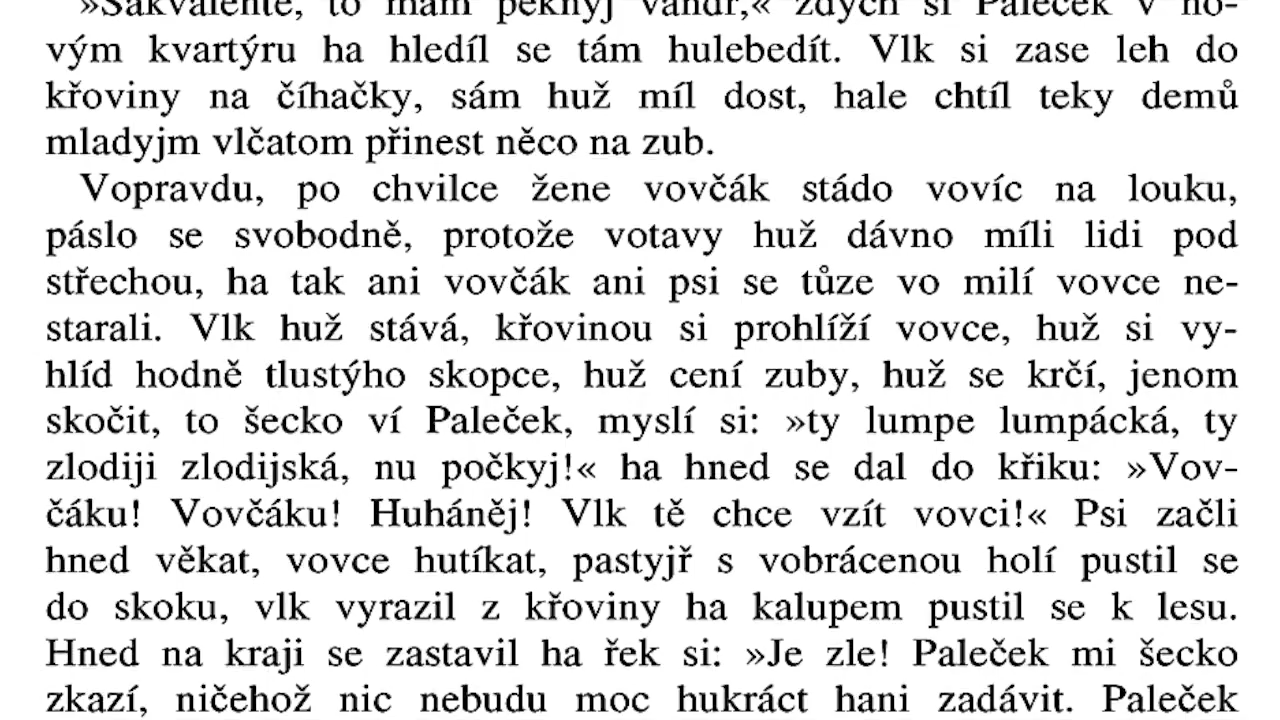 »Sakvalente, to mám pěknyj vandr,« zdych si Paleček v no-
vým kvartýru ha hledíl se tám hulebedít. Vlk si zase leh do
křoviny na číhačky, sám huž míl dost, hale chtíl teky demů
mladyjm vlčatom přinest něco na zub.
Vopravdu, po chvilce žene vovčák stádo vovíc na louku,
páslo se svobodně, protože votavy huž dávno míli lidi pod
střechou, ha tak ani vovčák ani psi se tůze vo milí vovce ne-
starali. Vlk huž stává, křovinou si prohlíží vovce, huž si vy-
hlíd hodně tlustýho skopce, huž cení zuby, huž se krčí, jenom
skočit, to šecko ví Paleček, myslí si: »ty lumpe lumpácká, ty
zlodiji zlodijská, nu počkyj!« ha hned se dal do křiku: »Vov-
čáku! Vovčáku! Huháněj! Vlk tě chce vzít vovci!« Psi začli
hned věkat, vovce hutíkat, pastyjř s vobrácenou holí pustil se
do skoku, vlk vyrazil z křoviny ha kalupem pustil se k lesu.
Hned na kraji se zastavil ha řek si: »Je zle! Paleček mi šecko
zkazí, ničehož nic nebudu moc hukráct hani zadávit. Paleček